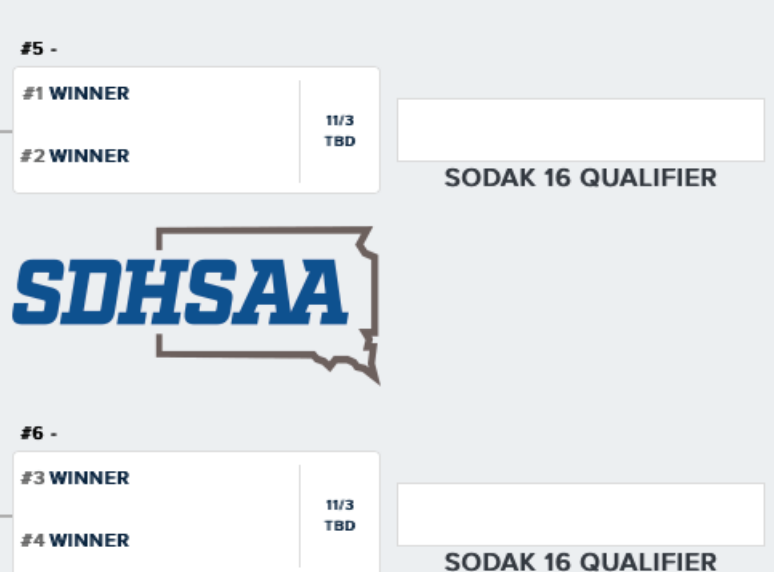 #5 -
#1 WINNER
11/3
TBD
#2 WINNER
SODAK 16 QUALIFIER
SDHSAA
#6 -
#3 WINNER
11/3
TBD
#4 WINNER
SODAK 16 QUALIFIER